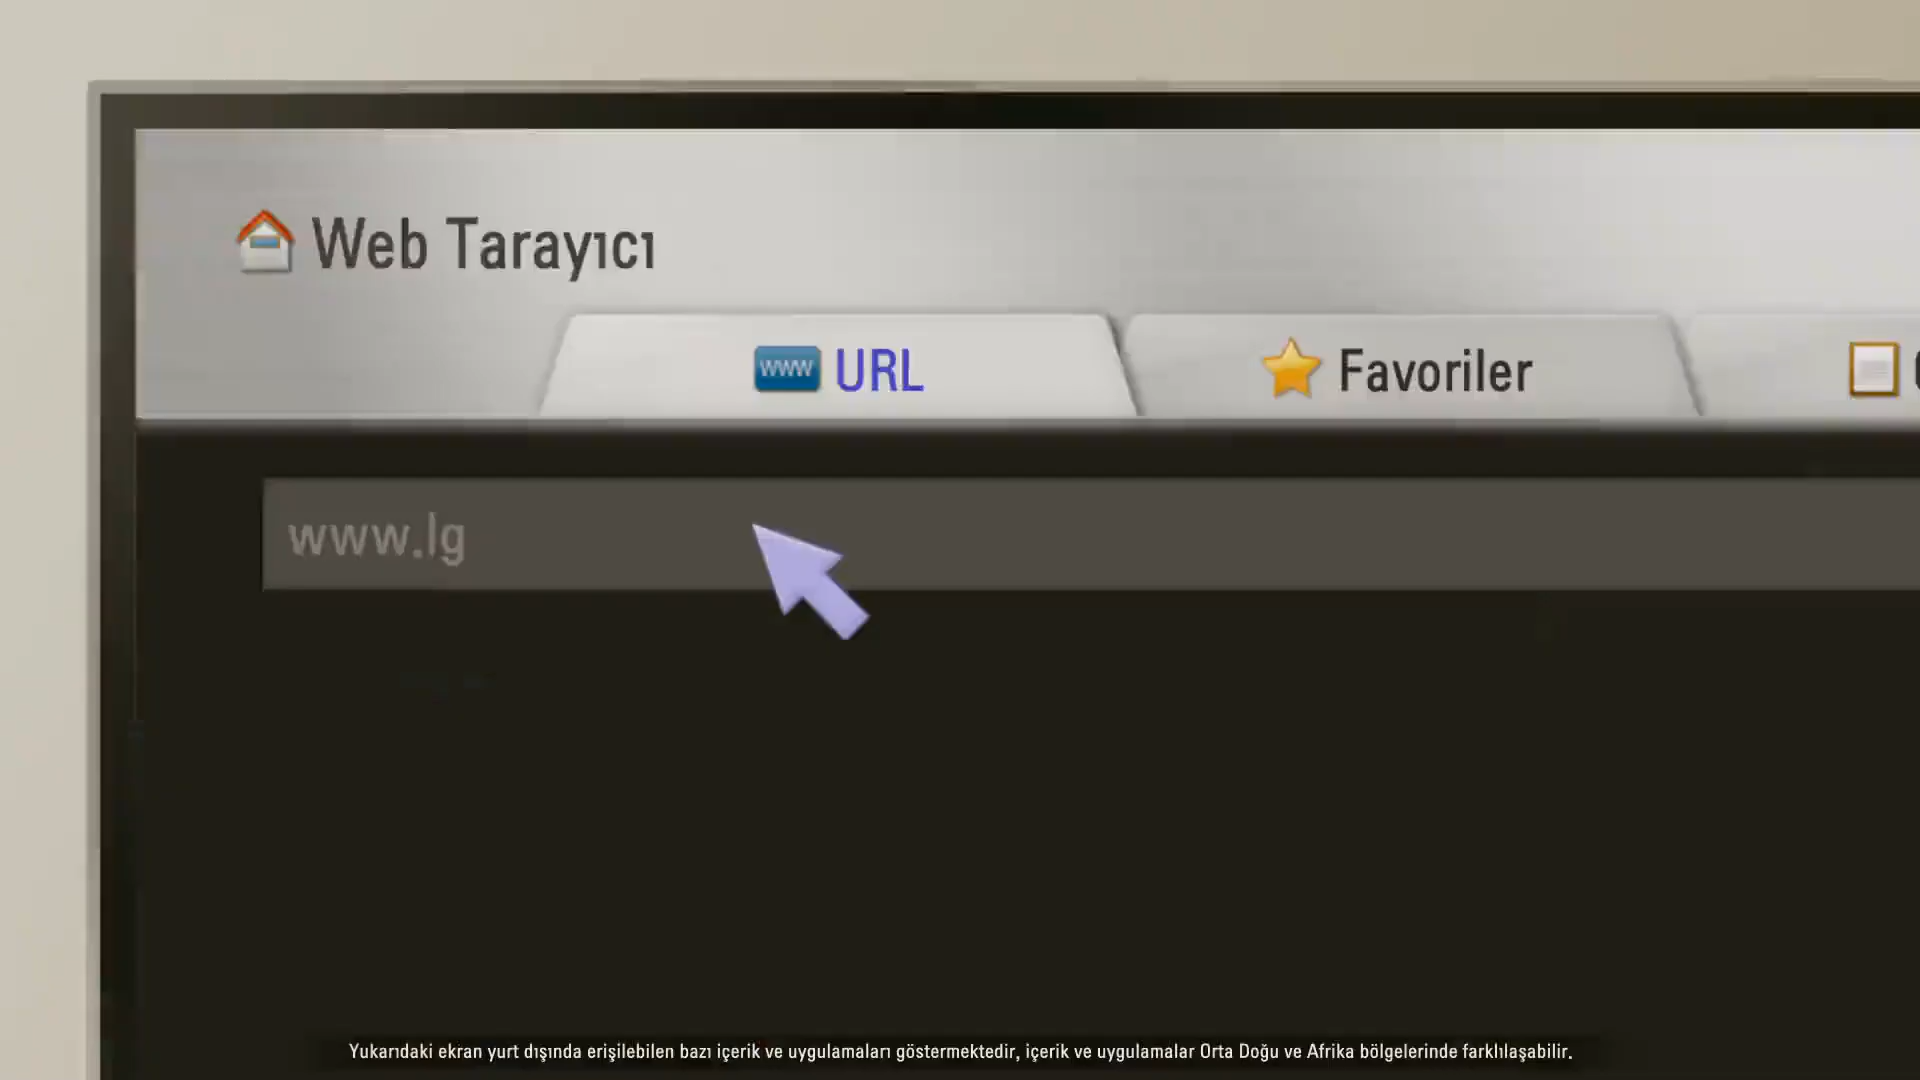 Web Tarayıcı
www URL
Favoriler
www.lg
Yukarıdaki ekran yurt dışında erişilebilen bazı içerik ve uygulamaları göstermektedir, içerik ve uygulamalar Orta Doğu ve Afrika bölgelerinde farklılaşabilir.